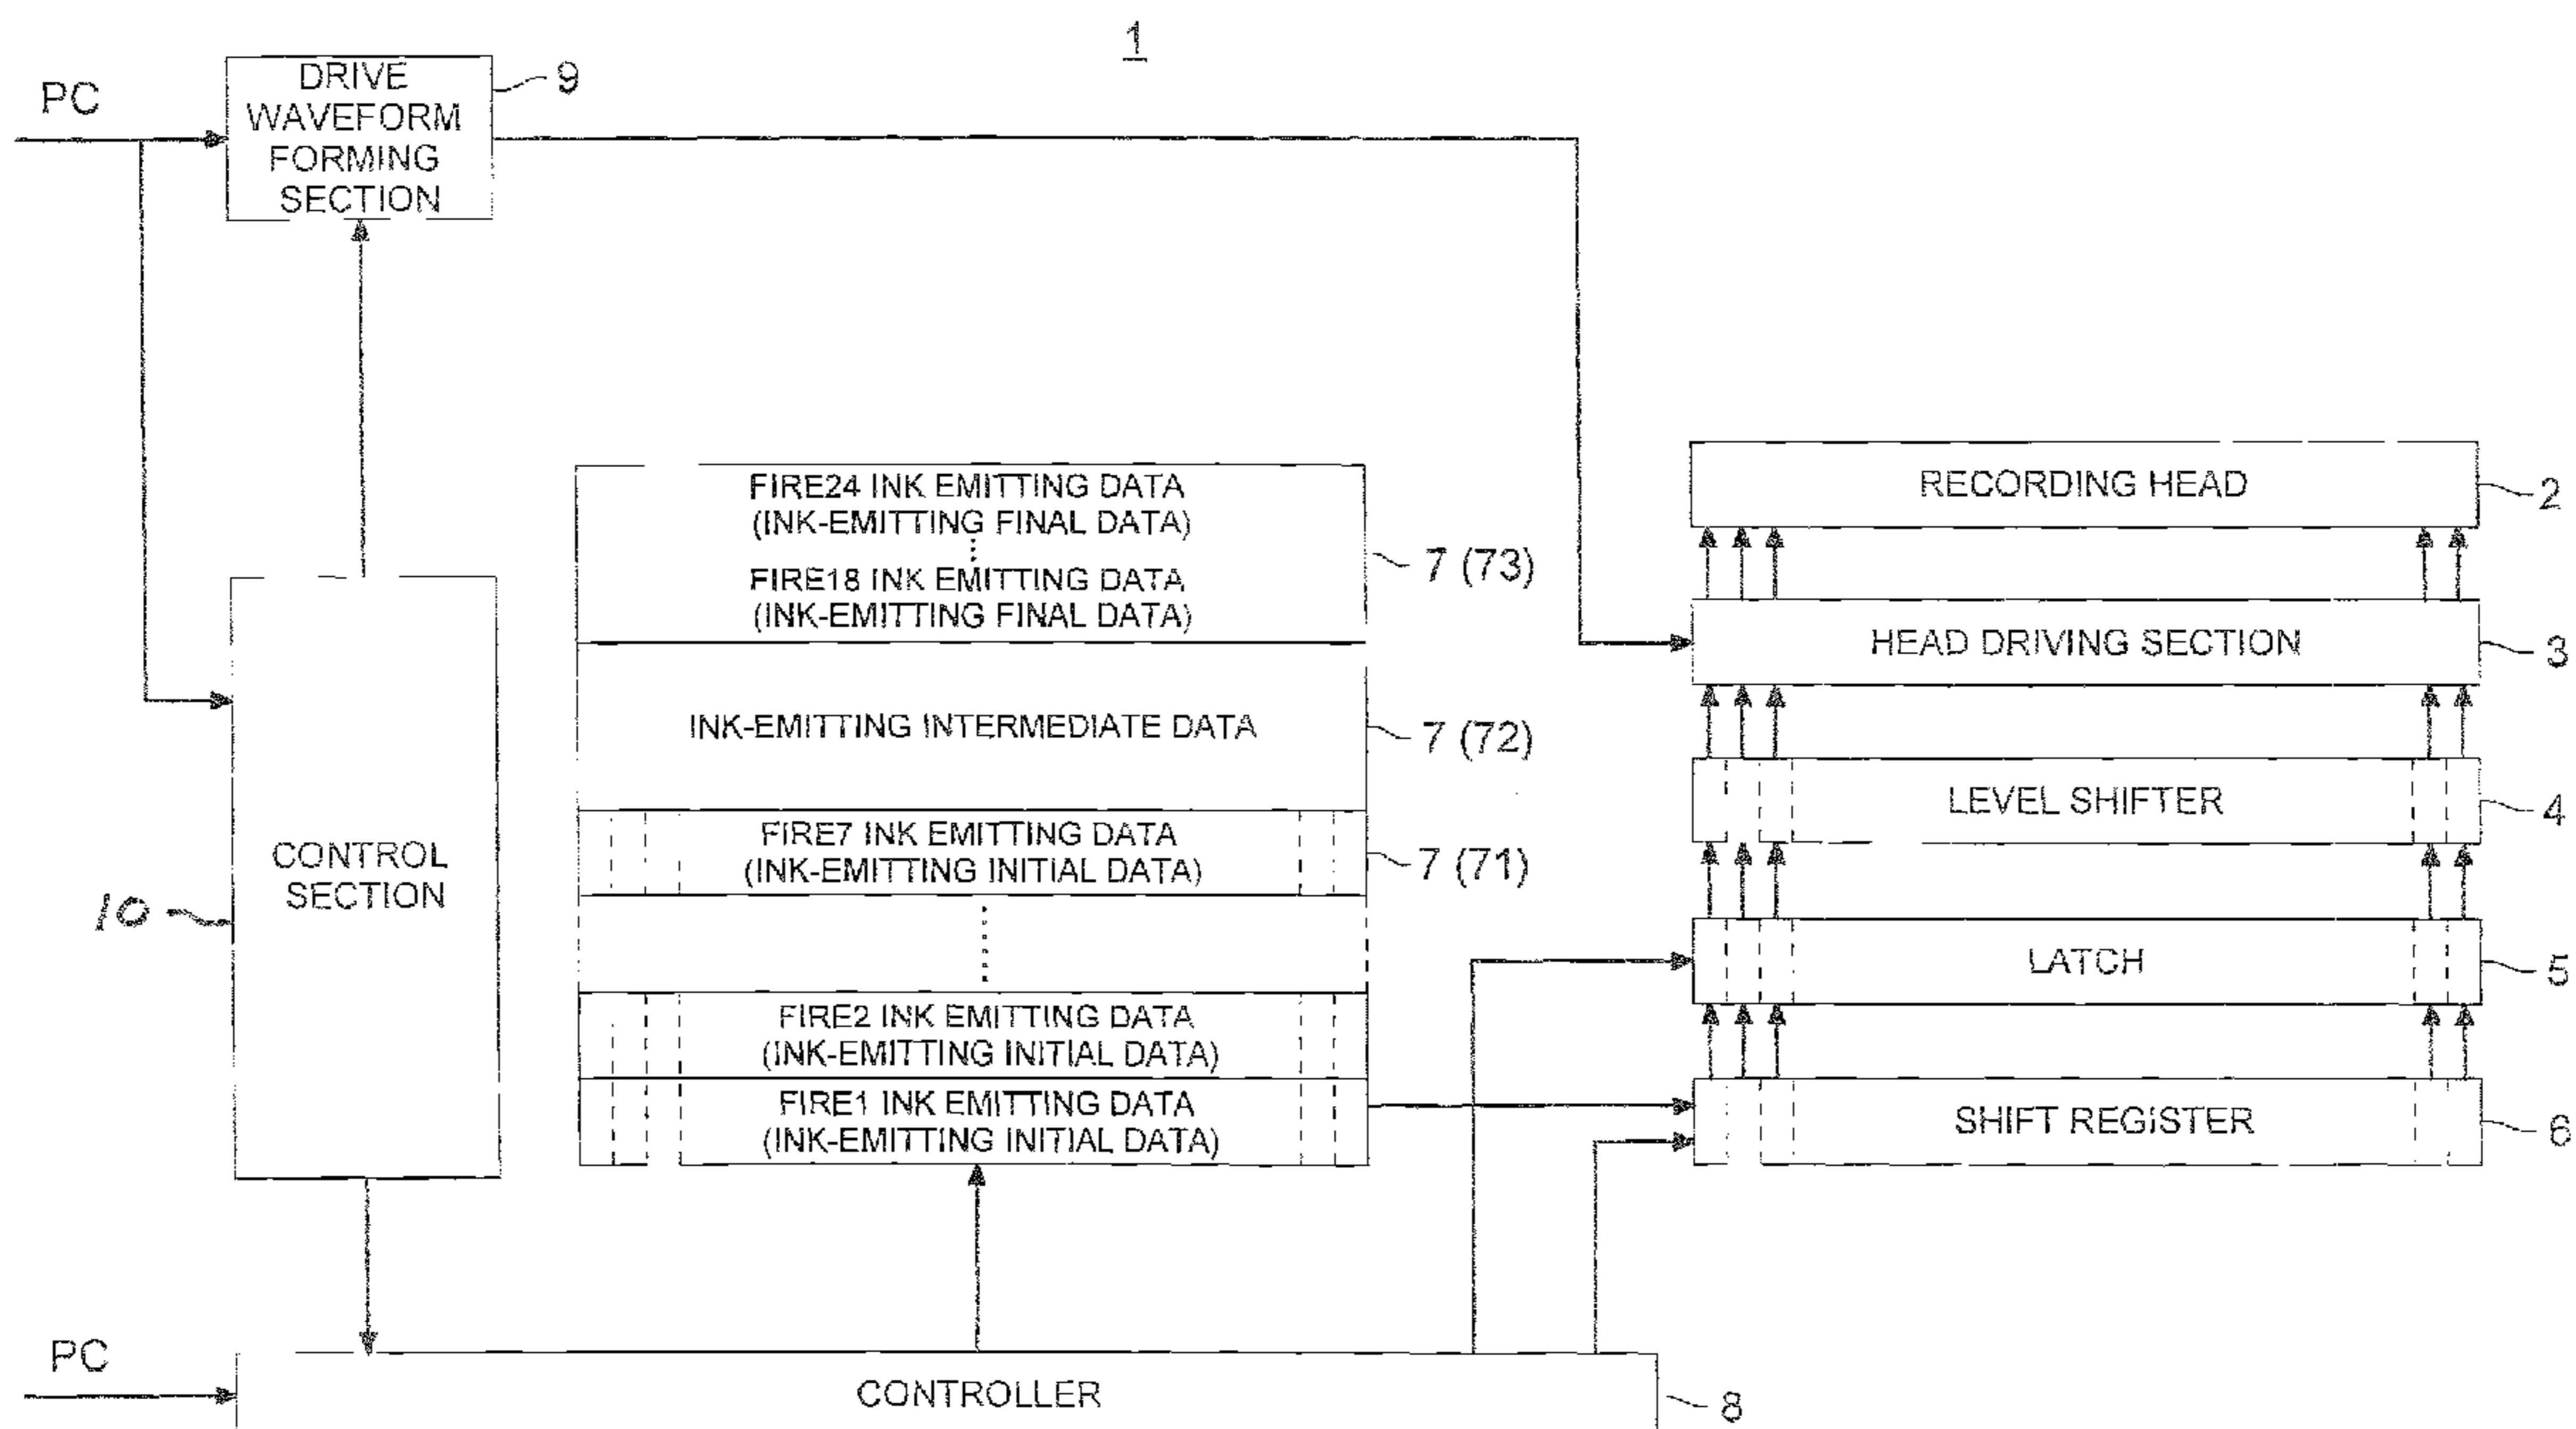 1
PC
DRIVE
WAVEFORM
FORMING
SECTION
9
FIRE24 INK EMITTING DATA
(INK-EMITTING FINAL DATA)
FIRE18 INK EMITTING DATA
(INK-EMITTING FINAL DATA)
7 (73)
INK-EMITTING INTERMEDIATE DATA
7 (72)
FIRE7 INK EMITTING DATA
(INK-EMITTING INITIAL DATA)
7 (71)
FIRE2 INK EMITTING DATA
(INK-EMITTING INITIAL DATA)
FIRE1 INK EMITTING DATA
(INK-EMITTING INITIAL DATA)
CONTROL
SECTION
10
RECORDING HEAD
2
HEAD DRIVING SECTION
3
LEVEL SHIFTER
4
LATCH
5
SHIFT REGISTER
6
PC
CONTROLLER
8